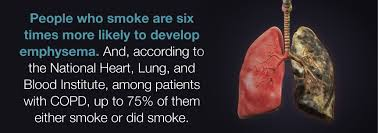 People who smoke are six
times more likely to develop
emphysema. And, according to
the National Heart, Lung, and
Blood Institute, among patients
with COPD, up to 75% of them
either smoke or did smoke.